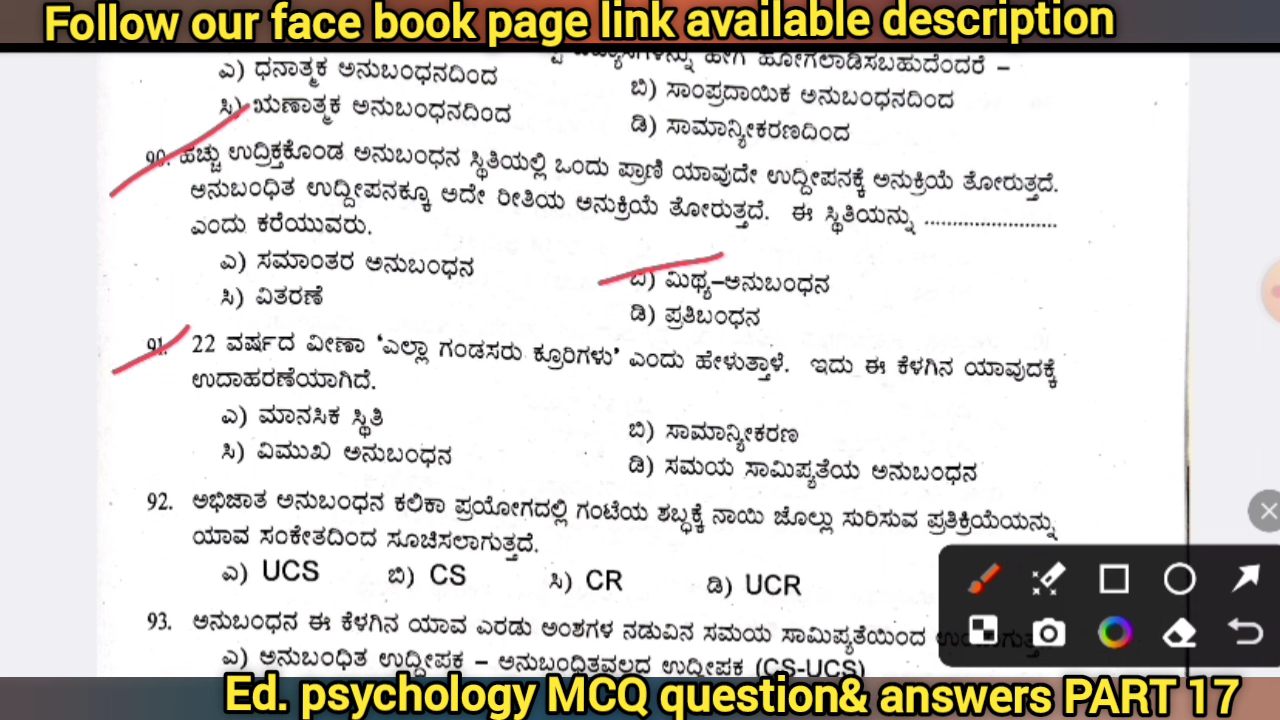 Follow our face book page link available description
ಹೇಗೆ ಹೋಗಲಾಡಿಸಬಹುದೆಂದರೆ –
ಎ) ಧನಾತ್ಮಕ ಅನುಬಂಧನದಿಂದ
ಬಿ) ಸಾಂಪ್ರದಾಯಿಕ ಅನುಬಂಧನದಿಂದ
ಸಿ) ಋಣಾತ್ಮಕ ಅನುಬಂಧನದಿಂದ
ಡಿ) ಸಾಮಾನ್ಯೀಕರಣದಿಂದ
90. ಹೆಚ್ಚು ಉದ್ರಿಕ್ತಕೊಂಡ ಅನುಬಂಧನ ಸ್ಥಿತಿಯಲ್ಲಿ ಒಂದು ಪ್ರಾಣಿ ಯಾವುದೇ ಉದ್ದೀಪನಕ್ಕೆ ಅನುಕ್ರಿಯೆ ತೋರುತ್ತದೆ.
ಅನುಬಂಧಿತ ಉದ್ದೀಪನಕ್ಕೂ ಅದೇ ರೀತಿಯ ಅನುಕ್ರಿಯೆ ತೋರುತ್ತದೆ. ಈ ಸ್ಥಿತಿಯನ್ನು ........................
ಎಂದು ಕರೆಯುವರು.
ಎ) ಸಮಾಂತರ ಅನುಬಂಧನ
ಬಿ) ಮಿಥ್ಯ–ಅನುಬಂಧನ
ಸಿ) ವಿತರಣೆ
ಡಿ) ಪ್ರತಿಬಂಧನ
91. 22 ವರ್ಷದ ವೀಣಾ ‘ಎಲ್ಲಾ ಗಂಡಸರು ಕ್ರೂರಿಗಳು’ ಎಂದು ಹೇಳುತ್ತಾಳೆ. ಇದು ಈ ಕೆಳಗಿನ ಯಾವುದಕ್ಕೆ
ಉದಾಹರಣೆಯಾಗಿದೆ.
ಎ) ಮಾನಸಿಕ ಸ್ಥಿತಿ
ಬಿ) ಸಾಮಾನ್ಯೀಕರಣ
ಸಿ) ವಿಮುಖ ಅನುಬಂಧನ
ಡಿ) ಸಮಯ ಸಾಮಿಪ್ಯತೆಯ ಅನುಬಂಧನ
92. ಅಭಿಜಾತ ಅನುಬಂಧನ ಕಲಿಕಾ ಪ್ರಯೋಗದಲ್ಲಿ ಗಂಟೆಯ ಶಬ್ಧಕ್ಕೆ ನಾಯಿ ಜೊಲ್ಲು ಸುರಿಸುವ ಪ್ರತಿಕ್ರಿಯೆಯನ್ನು
ಯಾವ ಸಂಕೇತದಿಂದ ಸೂಚಿಸಲಾಗುತ್ತದೆ.
ಎ) UCS ಬಿ) CS ಸಿ) CR ಡಿ) UCR
93. ಅನುಬಂಧನ ಈ ಕೆಳಗಿನ ಯಾವ ಎರಡು ಅಂಶಗಳ ನಡುವಿನ ಸಮಯ ಸಾಮಿಪ್ಯತೆಯಿಂದ
ಎ) ಅನುಬಂಧಿತ ಉದ್ದೀಪಕ – ಅನುಬಂಧಿತವಲ್ಲದ ಉದ್ದೀಪಕ (CS-UCS)
Ed. psychology MCQ question& answers PART 17